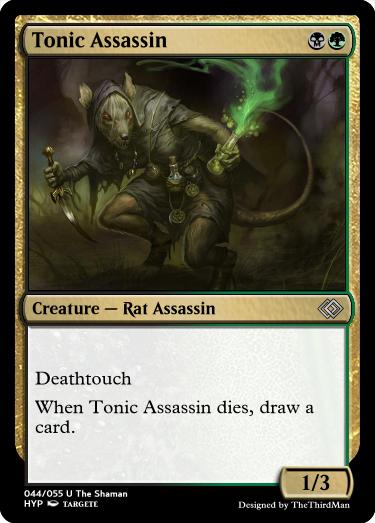 Tonic Assassin
Creature — Rat Assassin
Deathtouch
When Tonic Assassin dies, draw a
card.
1/3
044/055 U The Shaman
HYP TARGETE
Designed by TheThirdMan